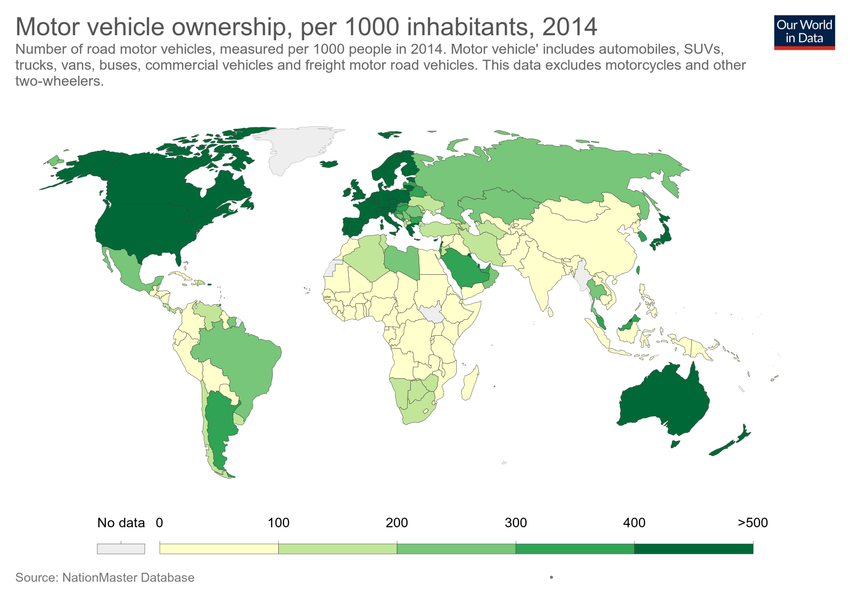 Motor vehicle ownership, per 1000 inhabitants, 2014
Our World
in Data
Number of road motor vehicles, measured per 1000 people in 2014. Motor vehicle' includes automobiles, SUVs,
trucks, vans, buses, commercial vehicles and freight motor road vehicles. This data excludes motorcycles and other
two-wheelers.
No data 0 100 200 300 400 >500
Source: NationMaster Database